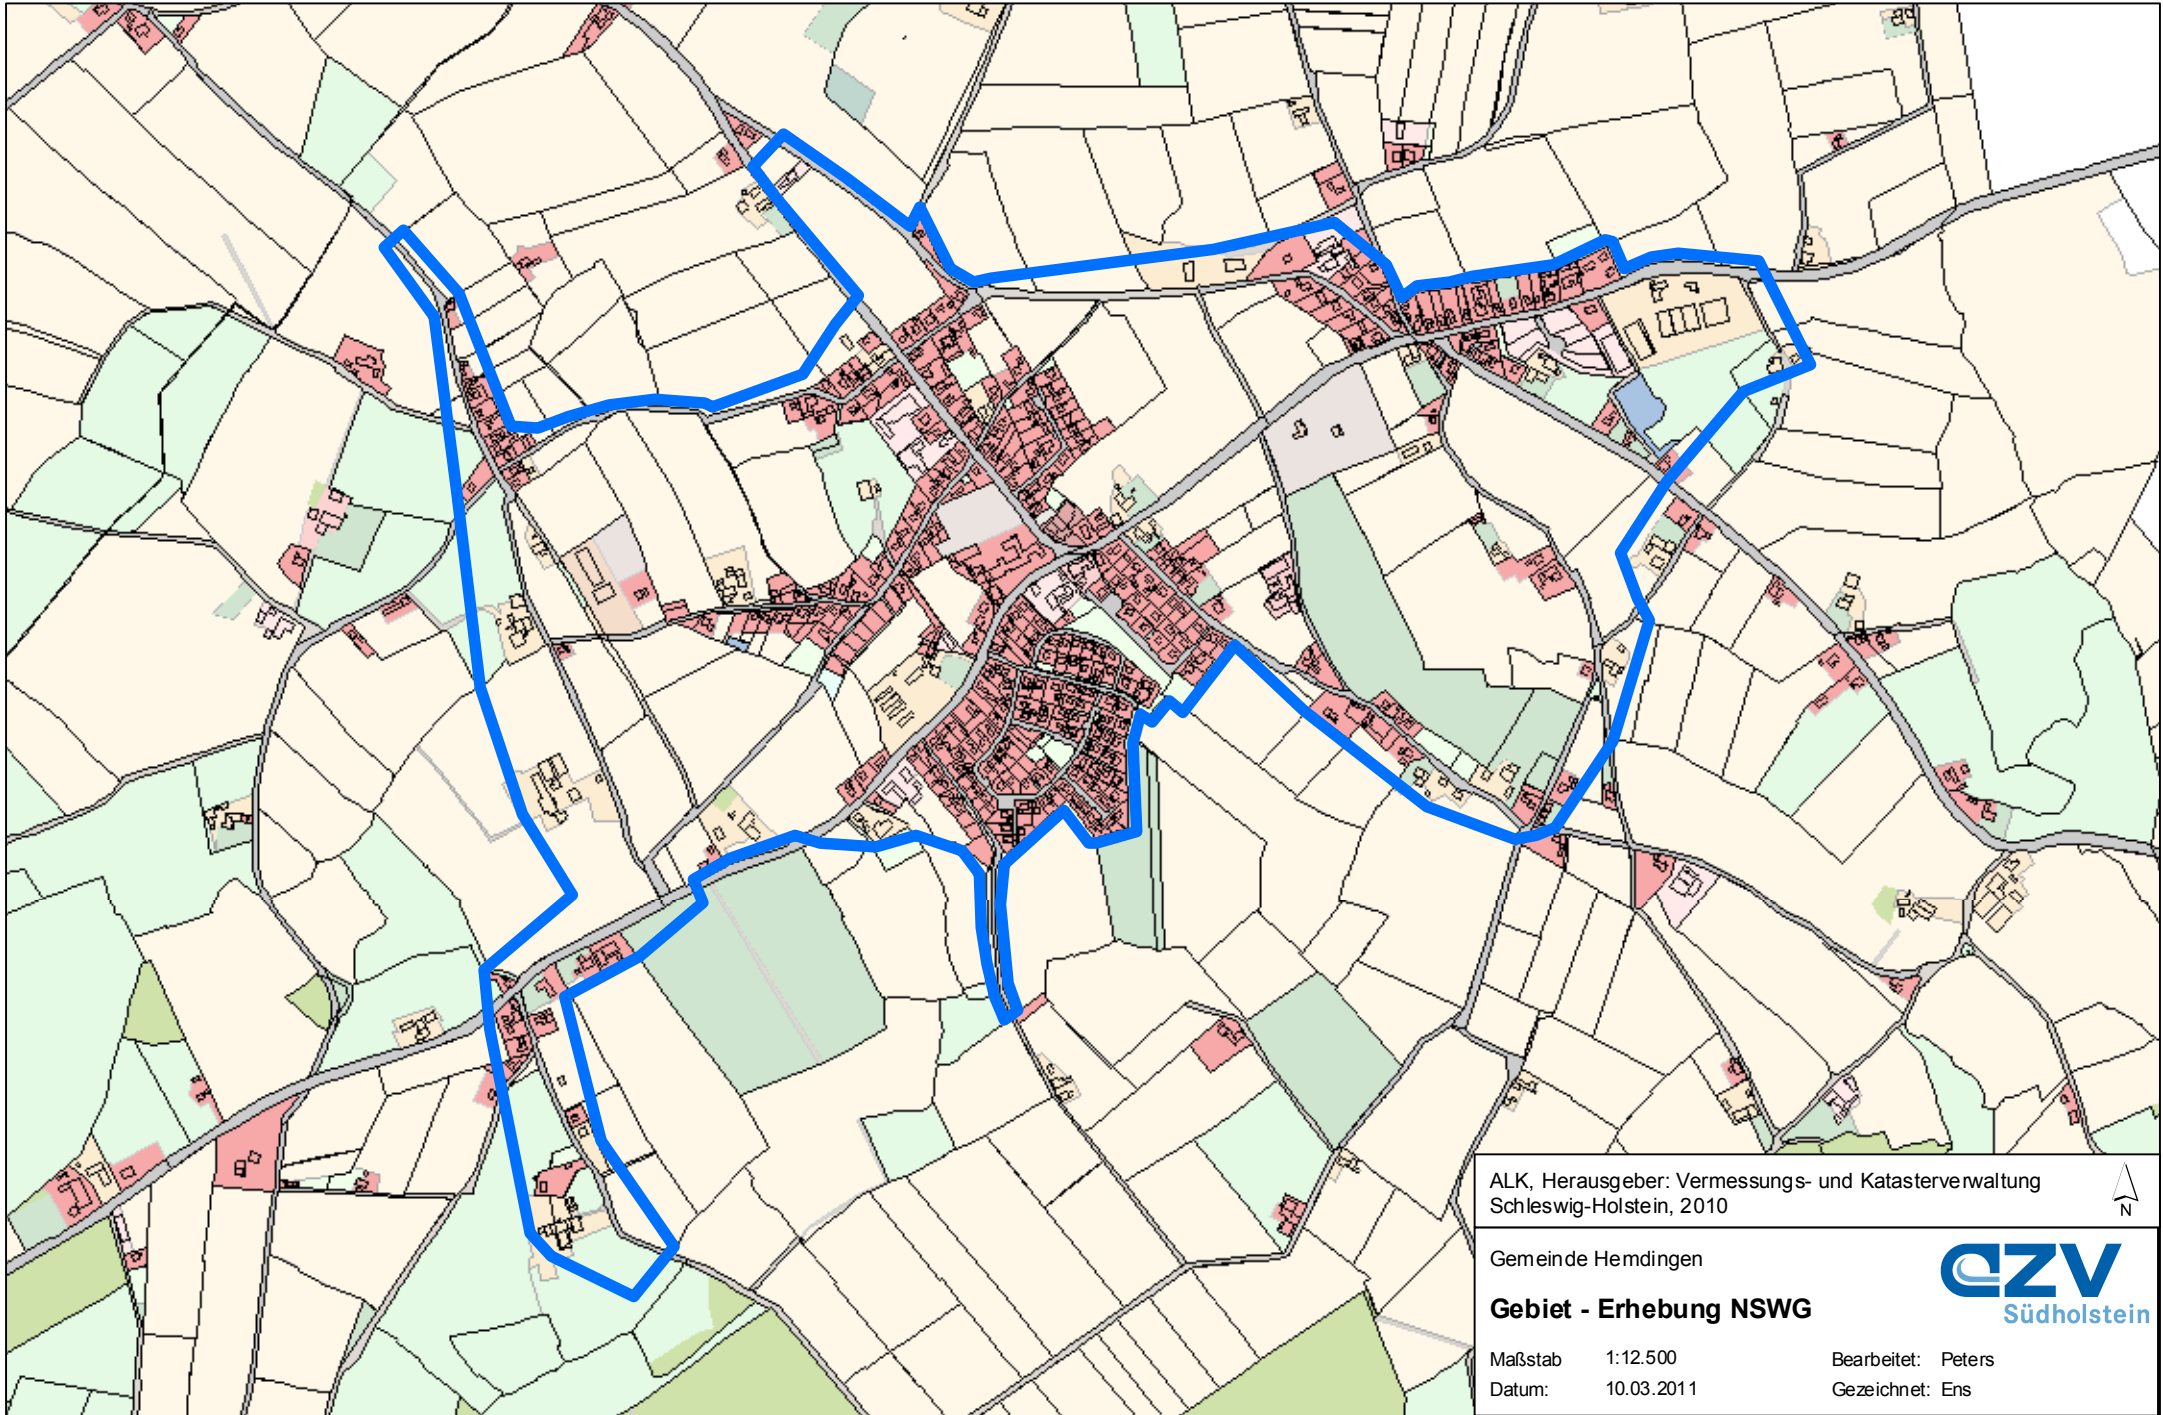 ALK, Herausgeber: Vermessungs- und Katasterverwaltung
Schleswig-Holstein, 2010
N
Gemeinde Hemdingen
Gebiet - Erhebung NSWG
azv
Südholstein
Maßstab 1:12.500 Bearbeitet: Peters
Datum: 10.03.2011 Gezeichnet: Ens